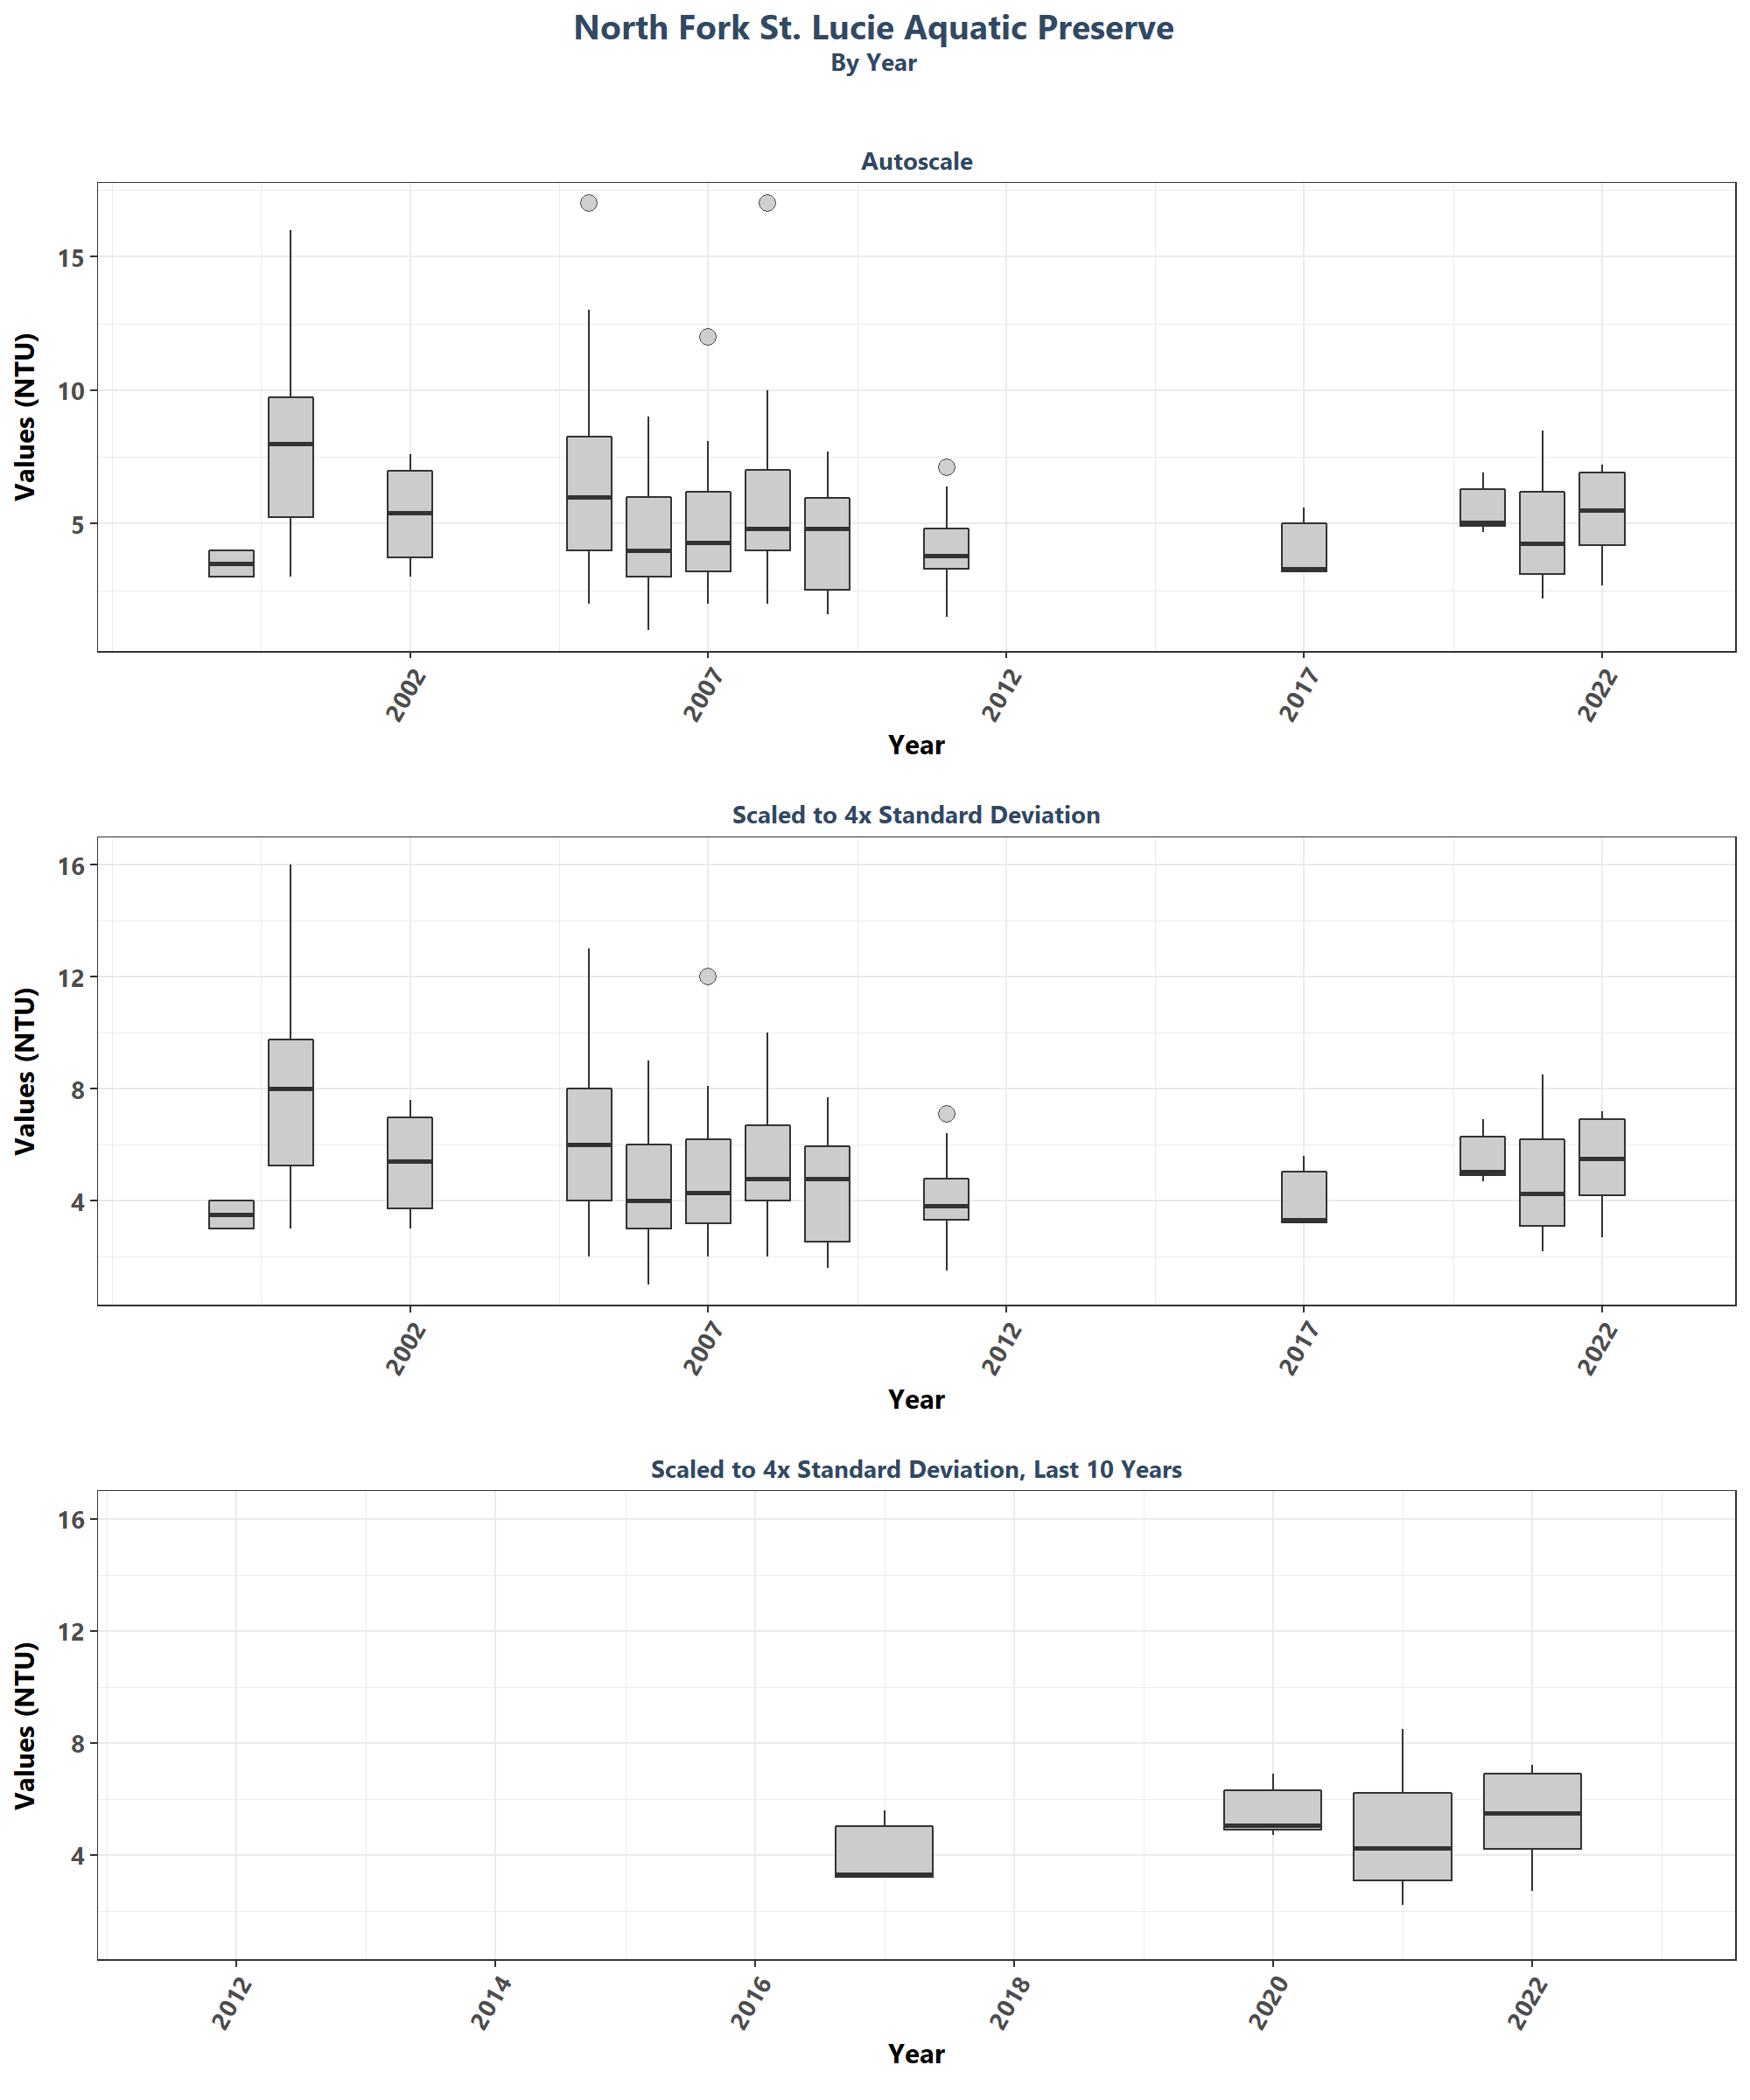 North Fork St. Lucie Aquatic Preserve
By Year
Autoscale
Values (NTU)
15
10
5
2002 2007 2012 2017 2022
Year
Scaled to 4x Standard Deviation
Values (NTU)
16
12
8
4
2002 2007 2012 2017 2022
Year
Scaled to 4x Standard Deviation, Last 10 Years
Values (NTU)
16
12
8
4
2012 2014 2016 2018 2020 2022
Year